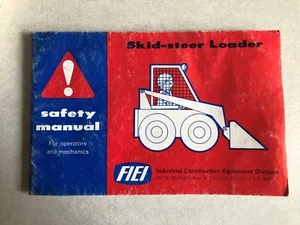 Skid-steer Loader
!
safety
manual
For operators
and mechanics
FIEI
Industrial Construction Equipment Division